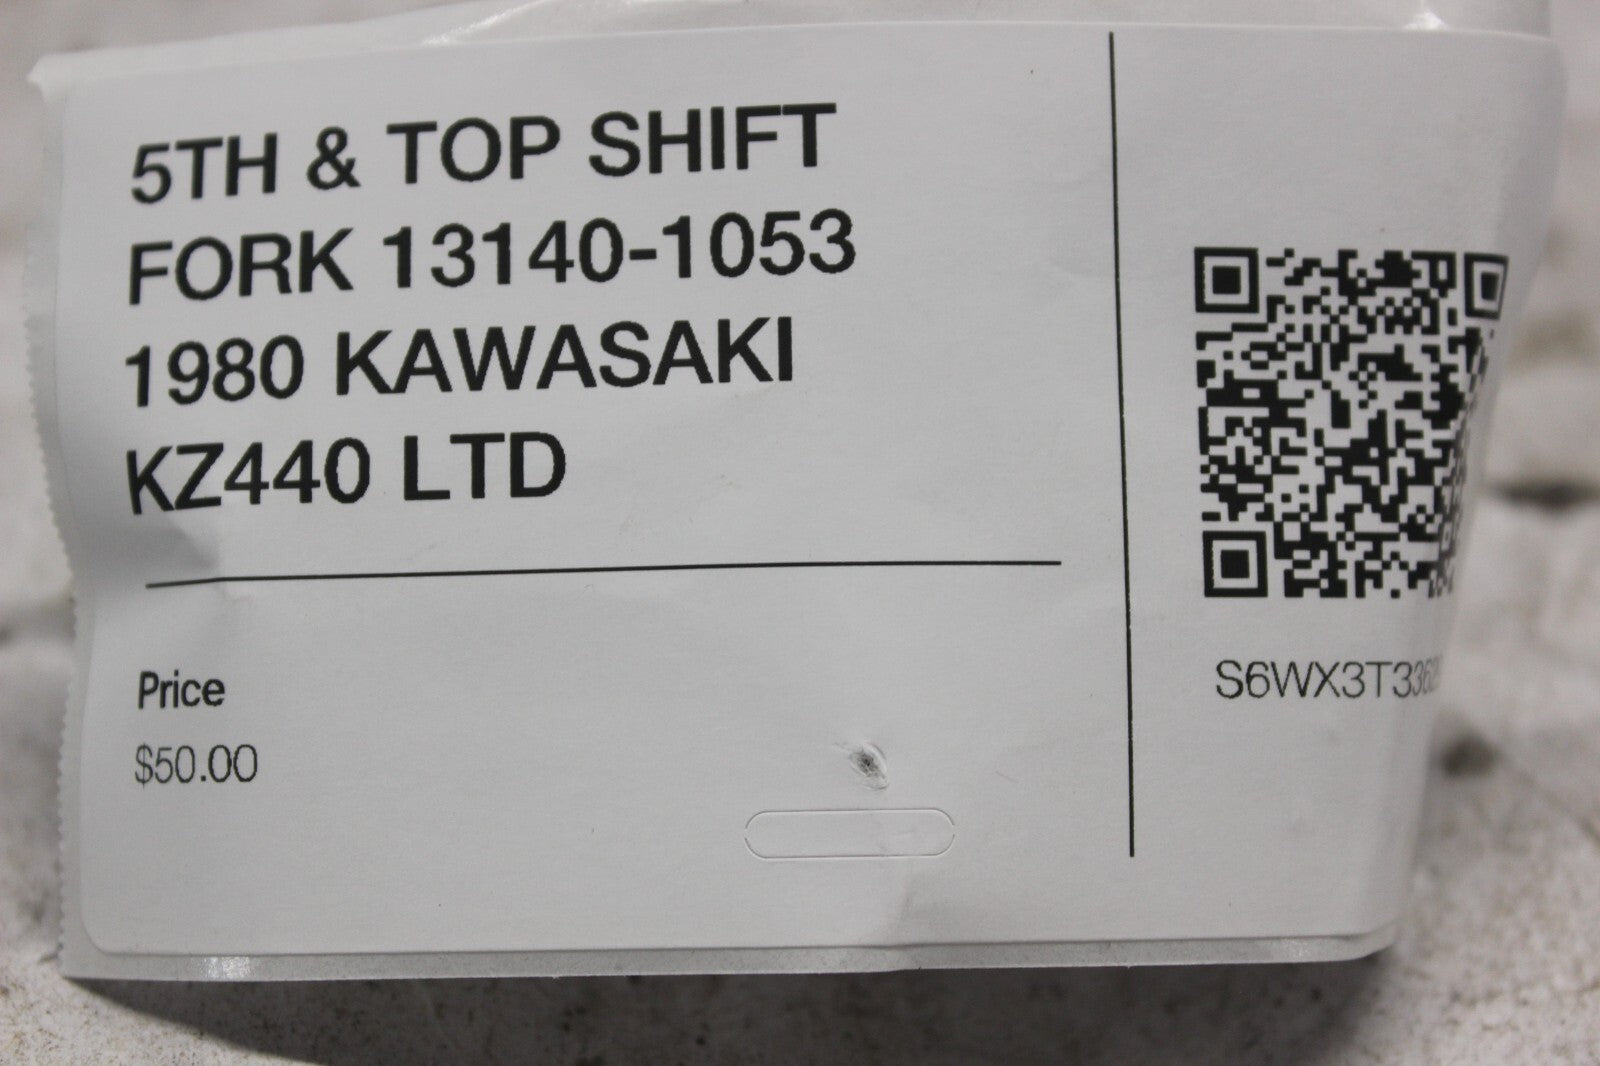 5TH & TOP SHIFT
FORK 13140-1053
1980 KAWASAKI
KZ440 LTD
Price
$50.00